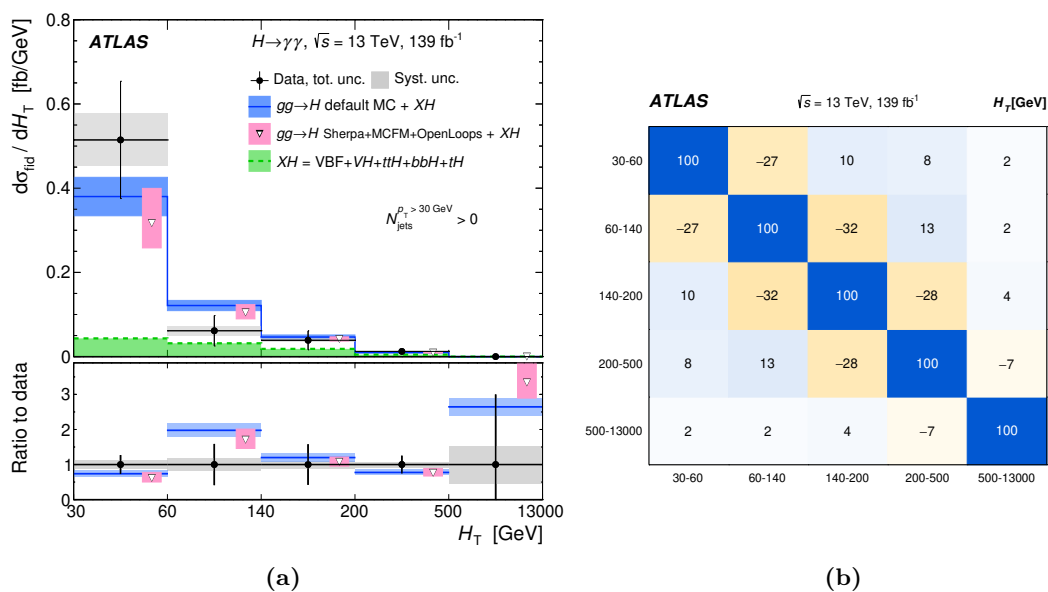 ATLAS
H→γγ, √s = 13 TeV, 139 fb⁻¹
Data, tot. unc. Syst. unc.
gg→H default MC + XH
gg→H Sherpa+MCFM+OpenLoops + XH
XH = VBF+VH+ttH+bbH+tH
N_jets^{p_T > 30 GeV} > 0
dσ_fid / dH_T [fb/GeV]
0.8
0.6
0.4
0.2
0
Ratio to data
3
2
1
0
30 60 140 200 500 13000
H_T [GeV]
(a)
ATLAS √s = 13 TeV, 139 fb⁻¹ H_T[GeV]
30-60 100 −27 10 8 2
60-140 −27 100 −32 13 2
140-200 10 −32 100 −28 4
200-500 8 13 −28 100 −7
500-13000 2 2 4 −7 100
30-60 60-140 140-200 200-500 500-13000
(b)